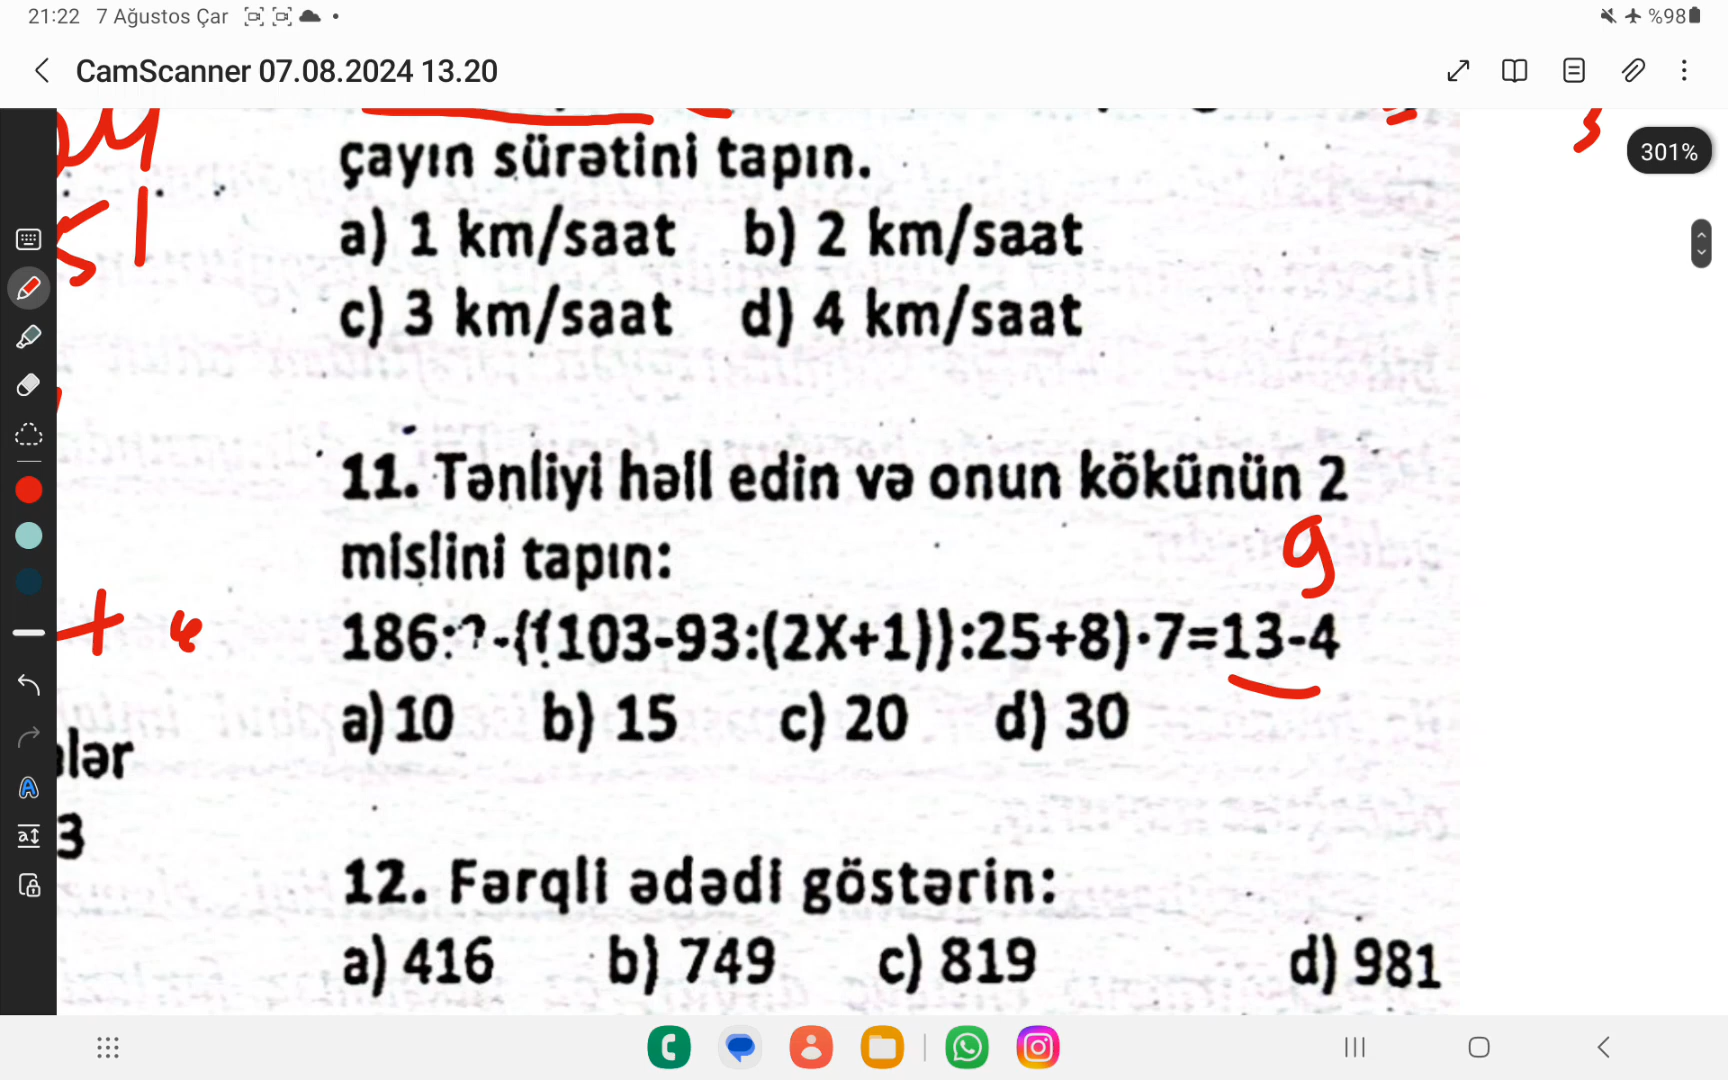 21:22 7 Ağustos Çar
%98
CamScanner 07.08.2024 13.20
301%
çayın sürətini tapın.
a) 1 km/saat b) 2 km/saat
c) 3 km/saat d) 4 km/saat
11. Tənliyi həll edin və onun kökünün 2
mislini tapın:
9
186:?-{(103-93:(2X+1)):25+8}·7=13-4
a) 10 b) 15 c) 20 d) 30
lər
3
12. Fərqli ədədi göstərin:
a) 416 b) 749 c) 819 d) 981